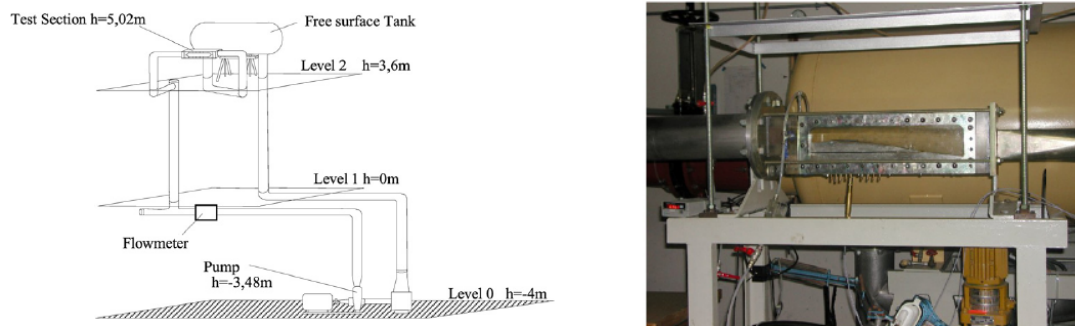 Test Section h=5,02m
Free surface Tank
Level 2 h=3,6m
Level 1 h=0m
Flowmeter
Pump
h=-3,48m
Level 0 h=-4m